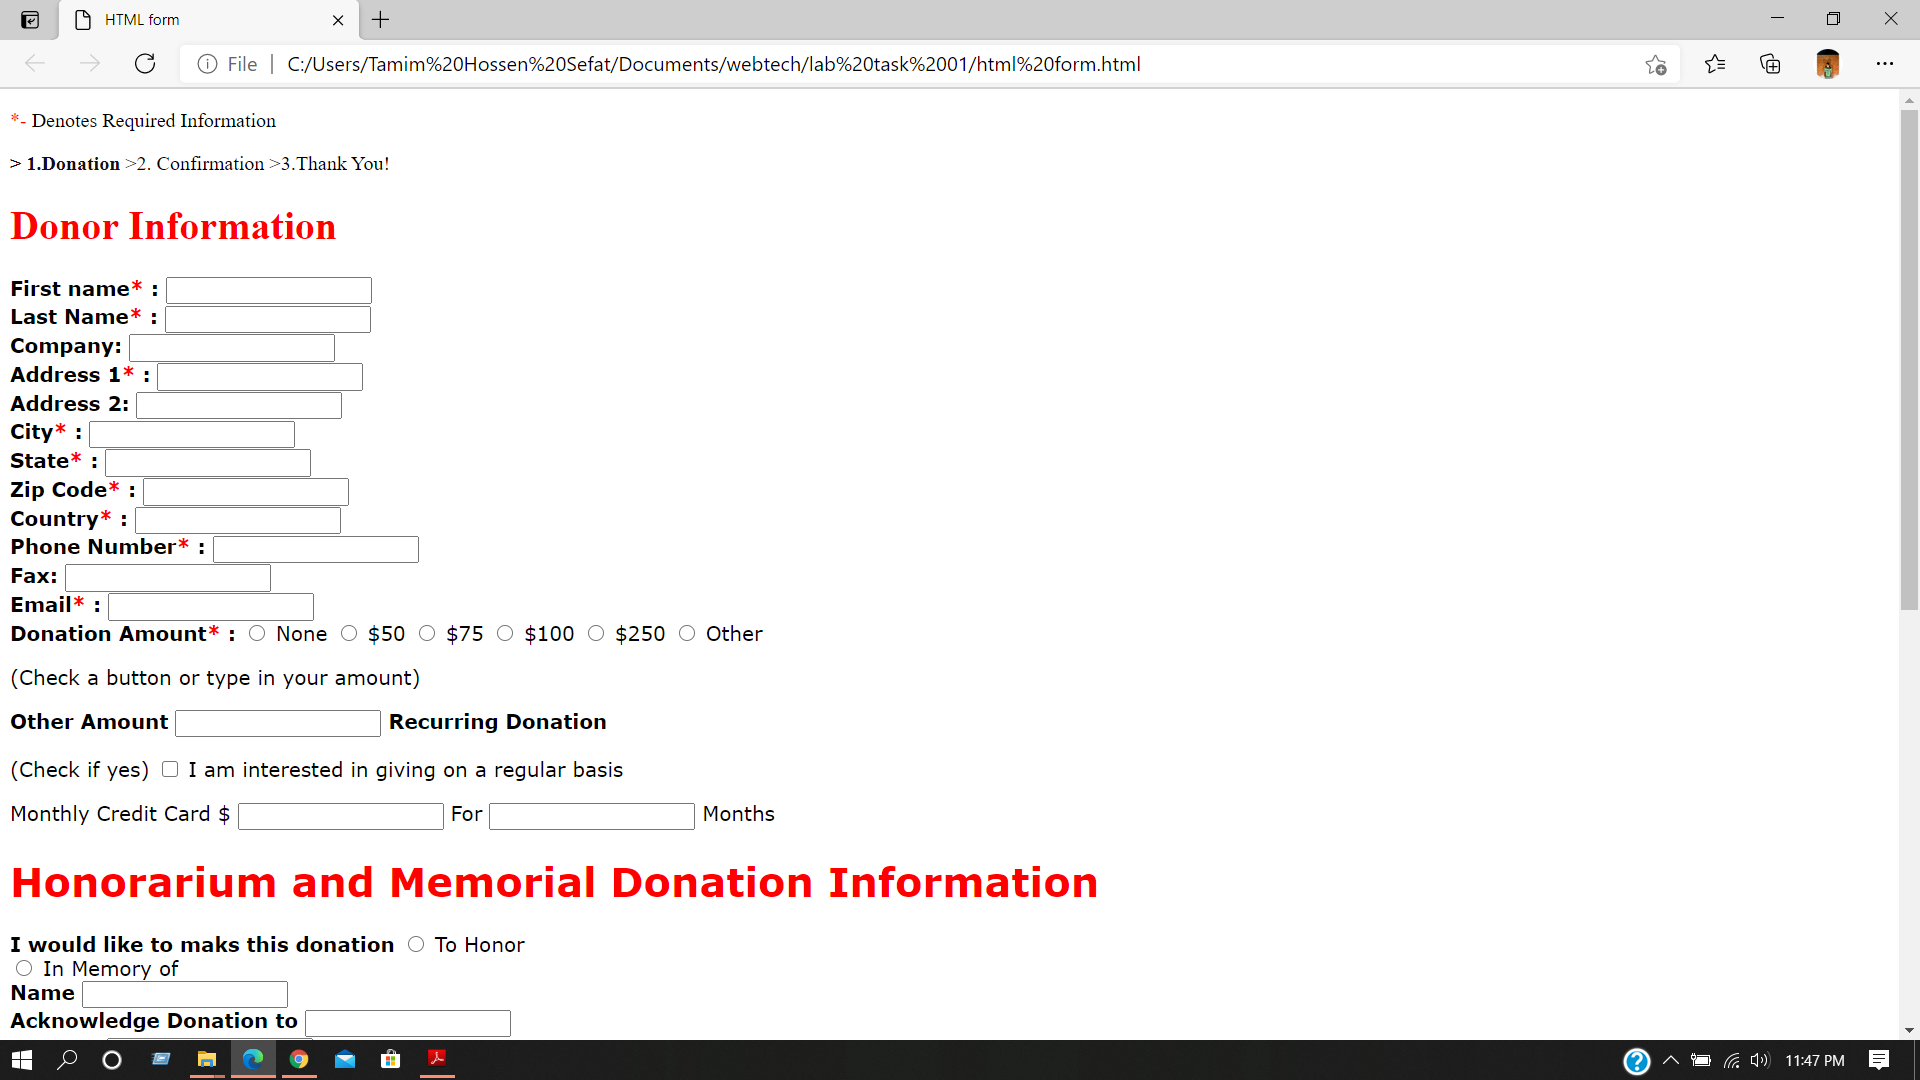 HTML form
File | C:/Users/Tamim%20Hossen%20Sefat/Documents/webtech/lab%20task%2001/html%20form.html
*- Denotes Required Information
> 1.Donation >2. Confirmation >3.Thank You!
Donor Information
First name* :
Last Name* :
Company:
Address 1* :
Address 2:
City* :
State* :
Zip Code* :
Country* :
Phone Number* :
Fax:
Email* :
Donation Amount* : None $50 $75 $100 $250 Other
(Check a button or type in your amount)
Other Amount Recurring Donation
(Check if yes) I am interested in giving on a regular basis
Monthly Credit Card $ For Months
Honorarium and Memorial Donation Information
I would like to maks this donation To Honor
In Memory of
Name
Acknowledge Donation to
11:47 PM